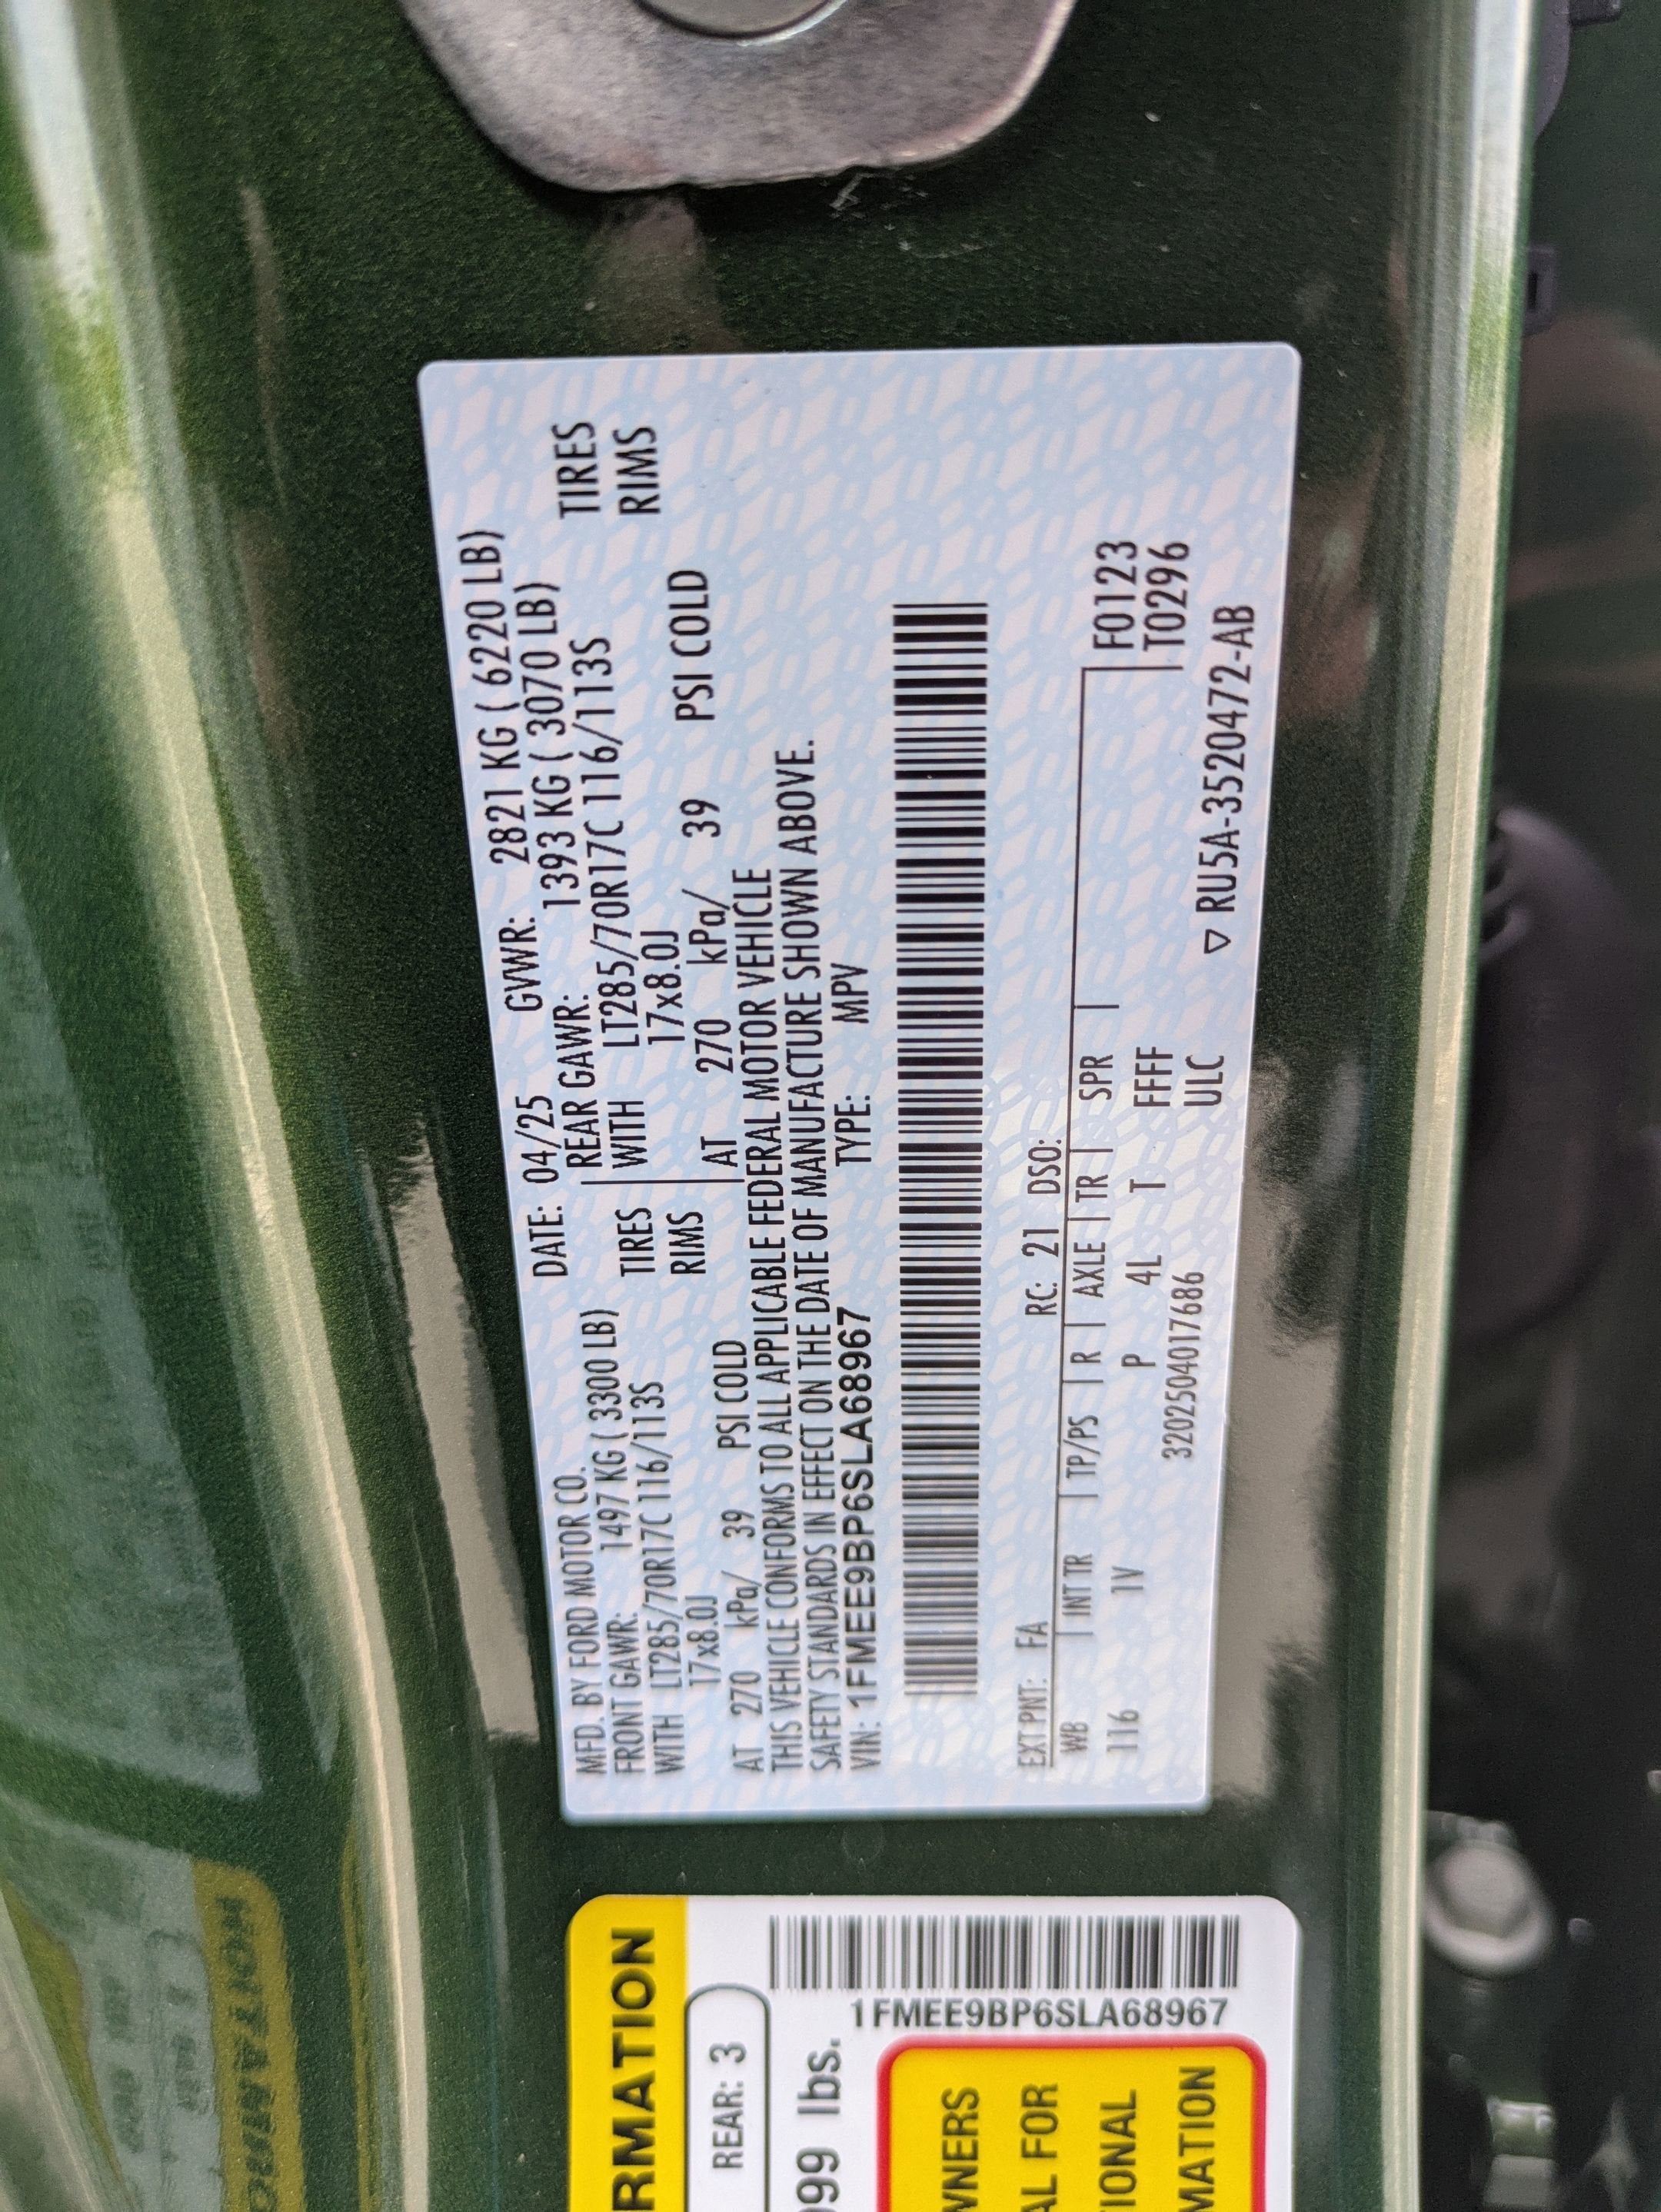 MFD. BY FORD MOTOR CO.
DATE: 04/25 GVWR: 2821 KG ( 6220 LB)
FRONT GAWR: 1497 KG ( 3300 LB) REAR GAWR: 1393 KG ( 3070 LB)
WITH LT285/70R17C 116/113S TIRES WITH LT285/70R17C 116/113S TIRES
17x8.0J RIMS 17x8.0J RIMS
AT 270 kPa/ 39 PSI COLD AT 270 kPa/ 39 PSI COLD
THIS VEHICLE CONFORMS TO ALL APPLICABLE FEDERAL MOTOR VEHICLE
SAFETY STANDARDS IN EFFECT ON THE DATE OF MANUFACTURE SHOWN ABOVE.
VIN: 1FMEE9BP6SLA68967 TYPE: MPV
EXT PNT: FA RC: 21 DSO:
WB INT TR TP/PS R AXLE TR SPR F0123
116 1V P 4L T FFFF T0296
3202504017686 ULC ▽ RU5A-3520472-AB
RMATION
REAR: 3
99 lbs.
1FMEE9BP6SLA68967
WNERS
AL FOR
IONAL
MATION